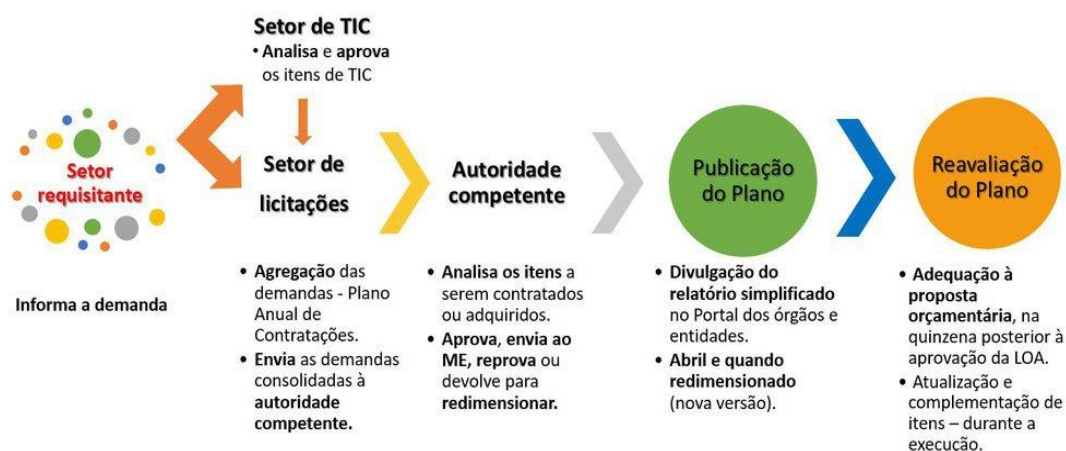 Setor de TIC
• Analisa e aprova
os itens de TIC
Setor
requisitante
Informa a demanda
Setor de
licitações
• Agregação das
demandas - Plano
Anual de
Contratações.
• Envia as demandas
consolidadas à
autoridade
competente.
Autoridade
competente
• Analisa os itens a
serem contratados
ou adquiridos.
• Aprova, envia ao
ME, reprova ou
devolve para
redimensionar.
Publicação
do Plano
• Divulgação do
relatório simplificado
no Portal dos órgãos e
entidades.
• Abril e quando
redimensionado
(nova versão).
Reavaliação
do Plano
• Adequação à
proposta
orçamentária, na
quinzena posterior à
aprovação da LOA.
• Atualização e
complementação de
itens – durante a
execução.